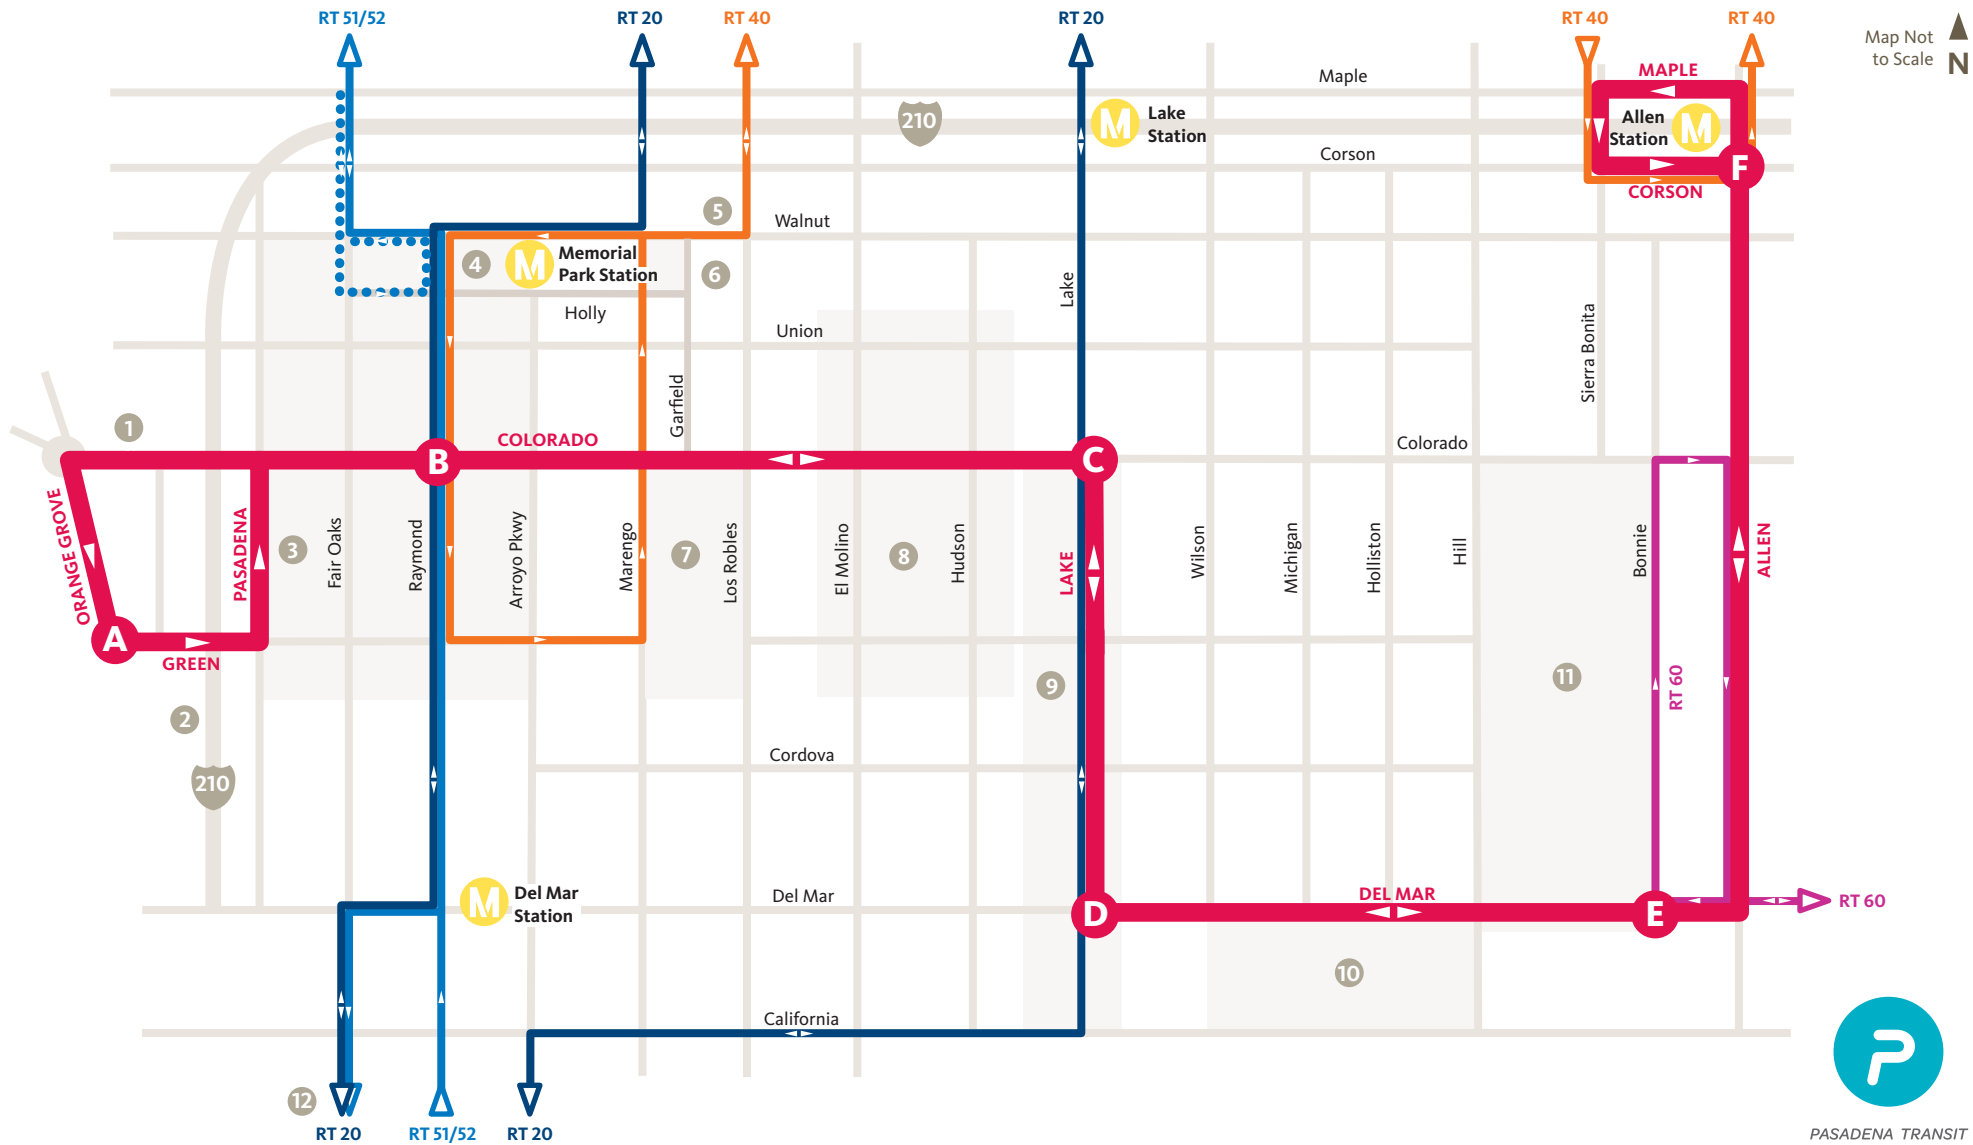 RT 51/52
RT 20
RT 40
RT 20
RT 40
RT 40
Map Not
to Scale
N
Maple
MAPLE
210
M
Lake
Station
Allen
Station
M
Corson
F
CORSON
5
Walnut
4
M
Memorial
Park Station
6
Holly
Lake
Union
Sierra Bonita
Garfield
1
COLORADO
B
C
Colorado
ORANGE GROVE
PASADENA
3
Fair Oaks
Raymond
Arroyo Pkwy
Marengo
7
Los Robles
El Molino
8
Hudson
LAKE
Wilson
Michigan
Holliston
Hill
Bonnie
ALLEN
A
GREEN
9
11
RT 60
2
Cordova
210
M
Del Mar
Station
Del Mar
D
DEL MAR
E
RT 60
10
California
12
RT 20
RT 51/52
RT 20
P
PASADENA TRANSIT